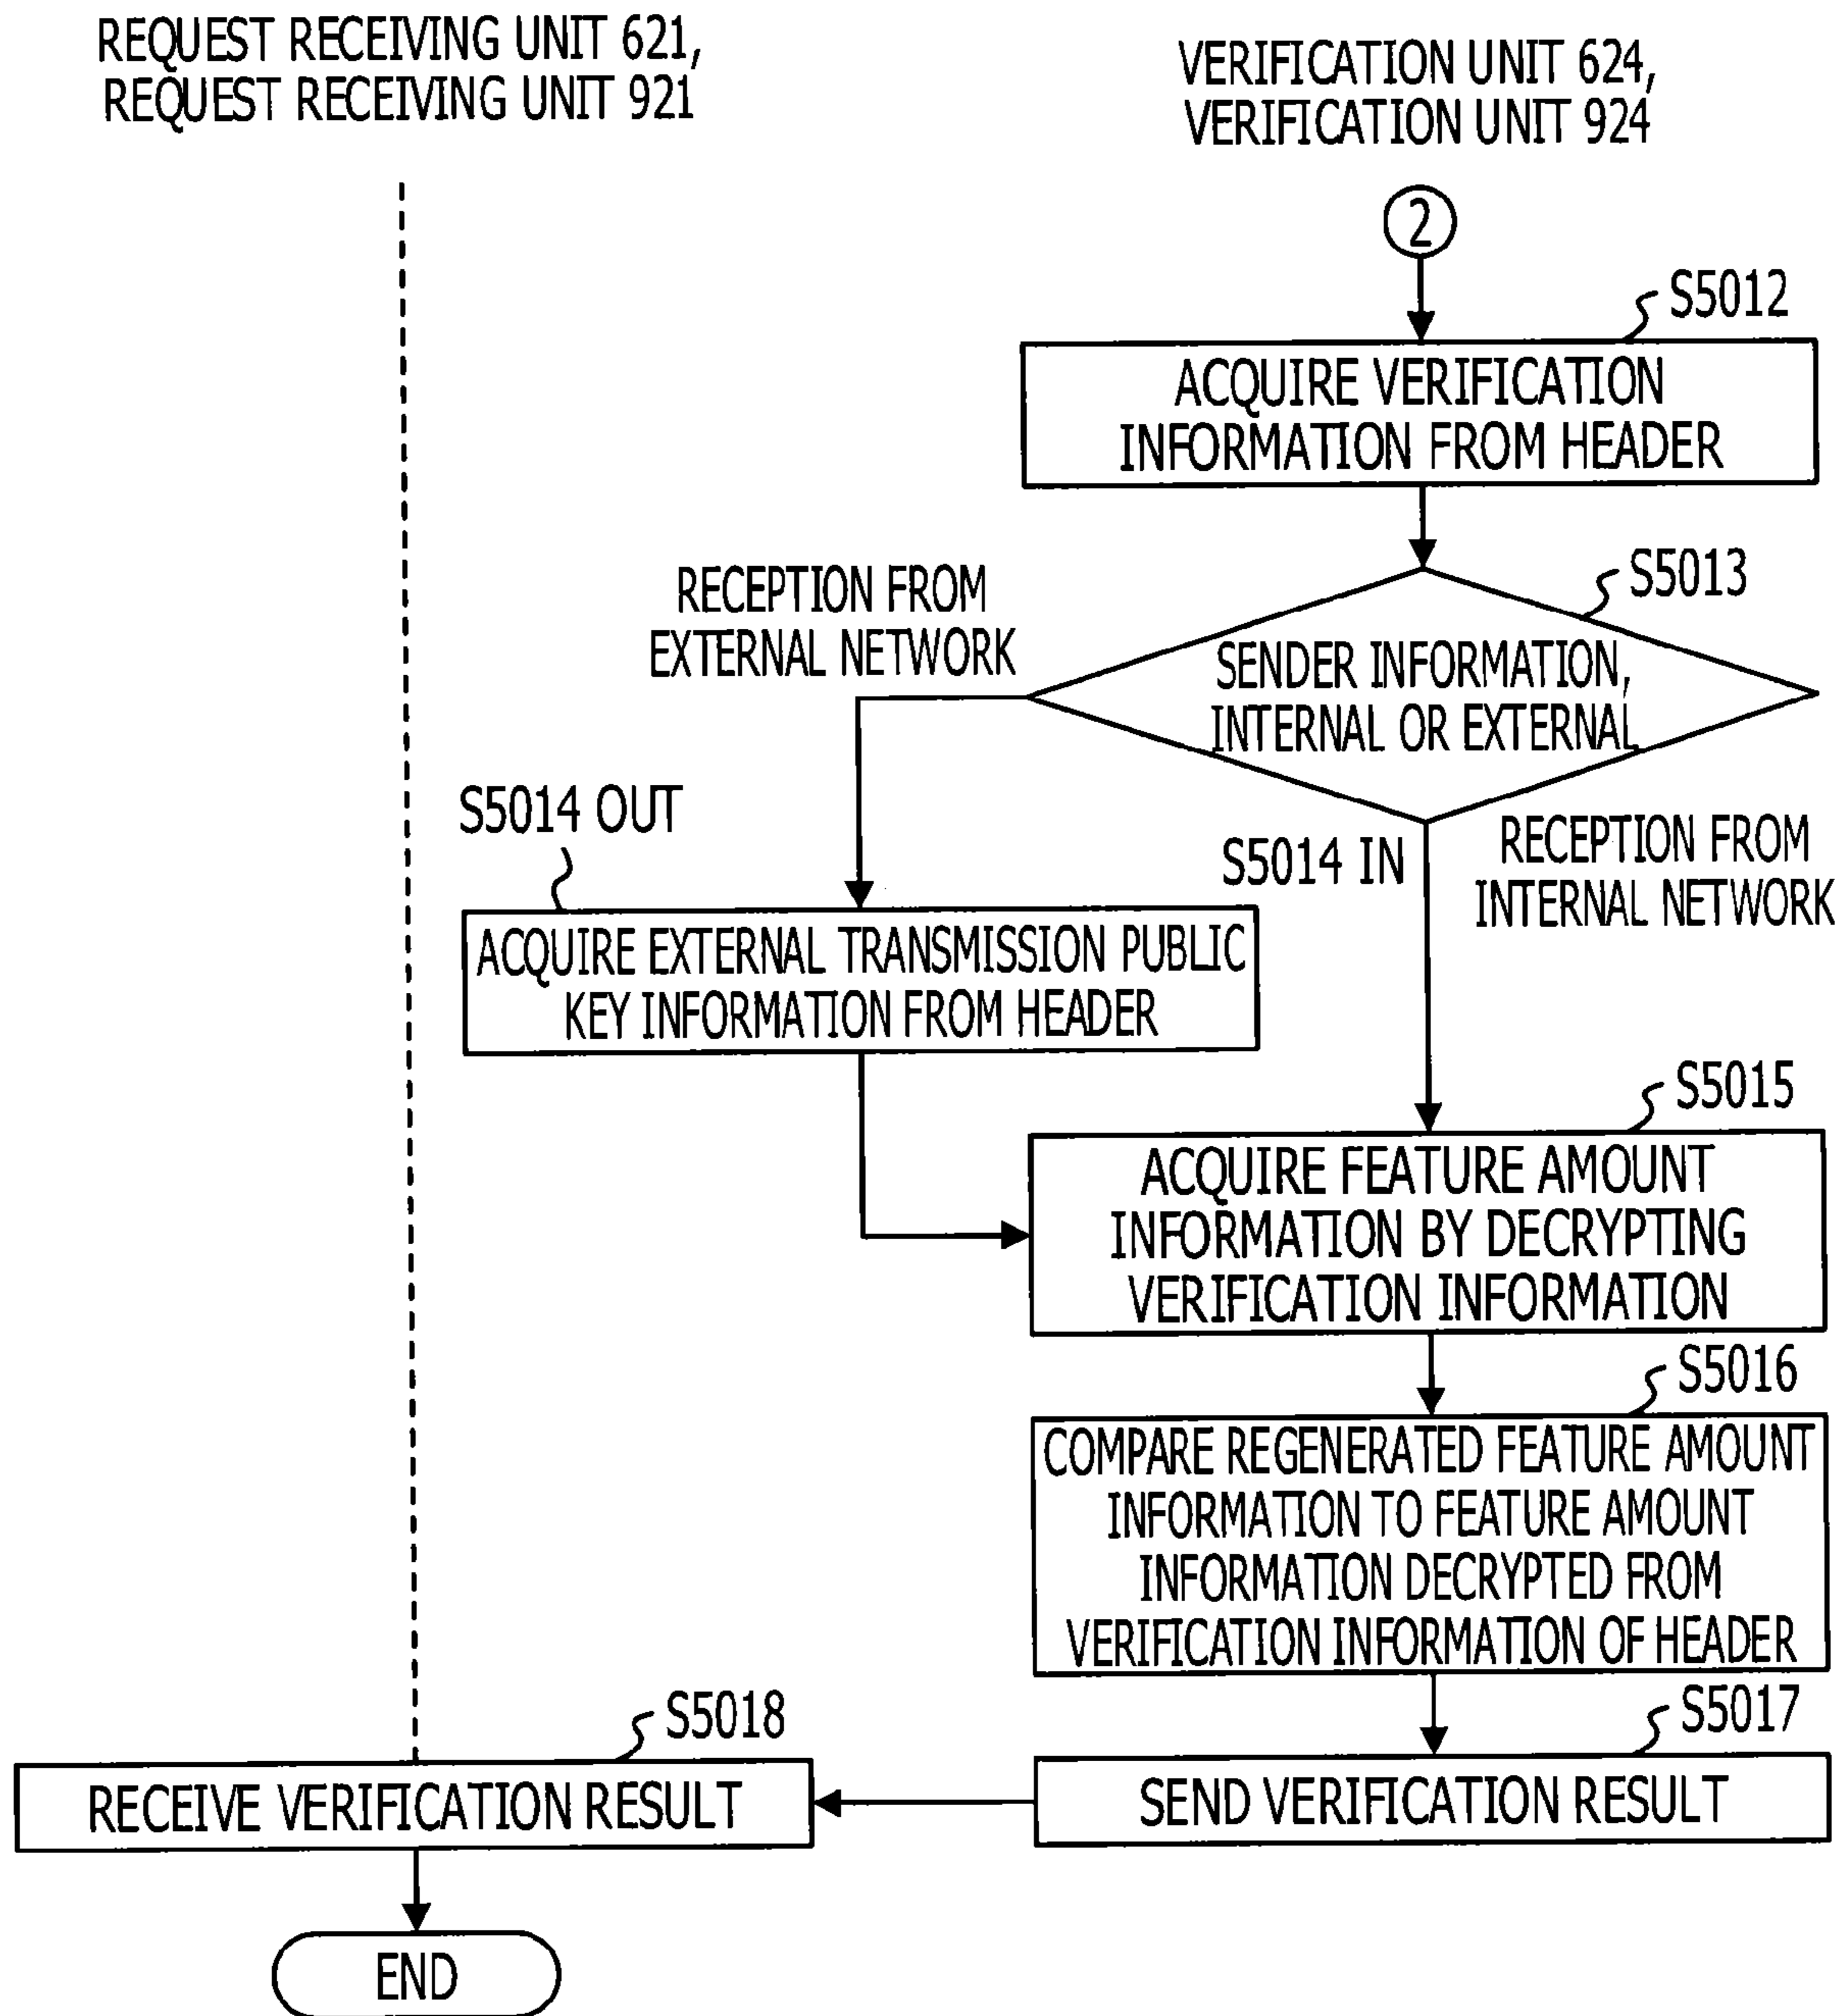 REQUEST RECEIVING UNIT 621,
REQUEST RECEIVING UNIT 921
VERIFICATION UNIT 624,
VERIFICATION UNIT 924
2
S5012
ACQUIRE VERIFICATION
INFORMATION FROM HEADER
S5013
RECEPTION FROM
EXTERNAL NETWORK
SENDER INFORMATION,
INTERNAL OR EXTERNAL
S5014 OUT
S5014 IN
RECEPTION FROM
INTERNAL NETWORK
ACQUIRE EXTERNAL TRANSMISSION PUBLIC
KEY INFORMATION FROM HEADER
S5015
ACQUIRE FEATURE AMOUNT
INFORMATION BY DECRYPTING
VERIFICATION INFORMATION
S5016
COMPARE REGENERATED FEATURE AMOUNT
INFORMATION TO FEATURE AMOUNT
INFORMATION DECRYPTED FROM
VERIFICATION INFORMATION OF HEADER
S5018
S5017
RECEIVE VERIFICATION RESULT
SEND VERIFICATION RESULT
END